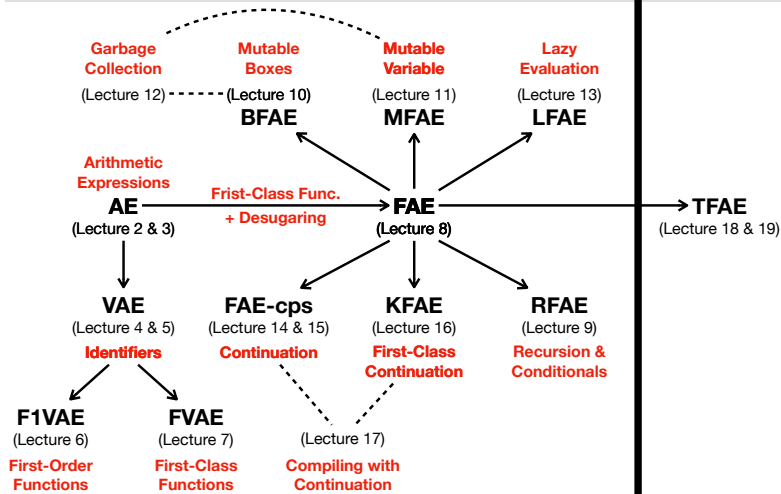 Garbage
Collection
(Lecture 12)
Mutable
Boxes
(Lecture 10)
BFAE
Mutable
Variable
(Lecture 11)
MFAE
Lazy
Evaluation
(Lecture 13)
LFAE
Arithmetic
Expressions
AE
(Lecture 2 & 3)
Frist-Class Func.
+ Desugaring
FAE
(Lecture 8)
TFAE
(Lecture 18 & 19)
VAE
(Lecture 4 & 5)
Identifiers
FAE-cps
(Lecture 14 & 15)
Continuation
KFAE
(Lecture 16)
First-Class
Continuation
RFAE
(Lecture 9)
Recursion &
Conditionals
F1VAE
(Lecture 6)
First-Order
Functions
FVAE
(Lecture 7)
First-Class
Functions
(Lecture 17)
Compiling with
Continuation